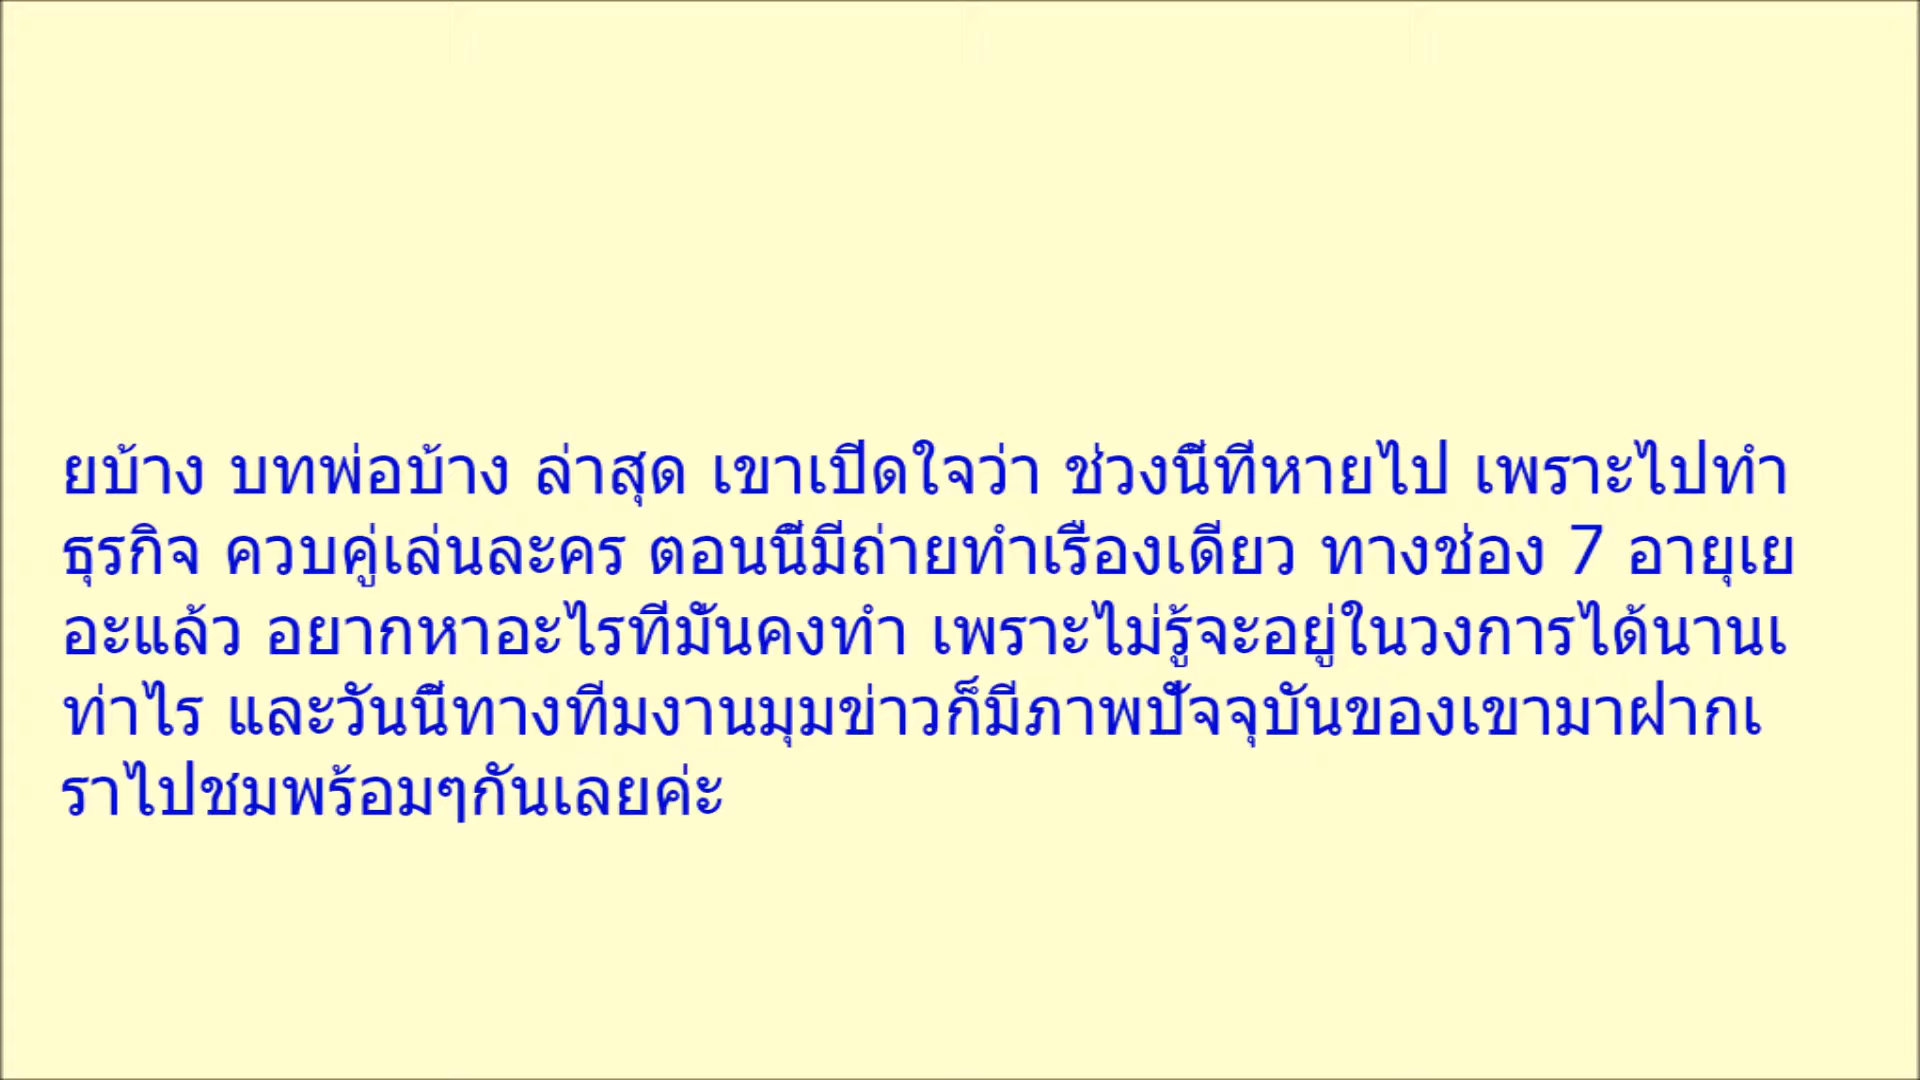 ยบ้าง บทพ่อบ้าง ล่าสุด เขาเปิดใจว่า ช่วงนี้ที่หายไป เพราะไปทำ
ธุรกิจ ควบคู่เล่นละคร ตอนนี้มีถ่ายทำเรื่องเดียว ทางช่อง 7 อายุเย
อะแล้ว อยากหาอะไรที่มั่นคงทำ เพราะไม่รู้จะอยู่ในวงการได้นานเ
ท่าไร และวันนี้ทางทีมงานมุมข่าวก็มีภาพปัจจุบันของเขามาฝากเ
ราไปชมพร้อมๆกันเลยค่ะ